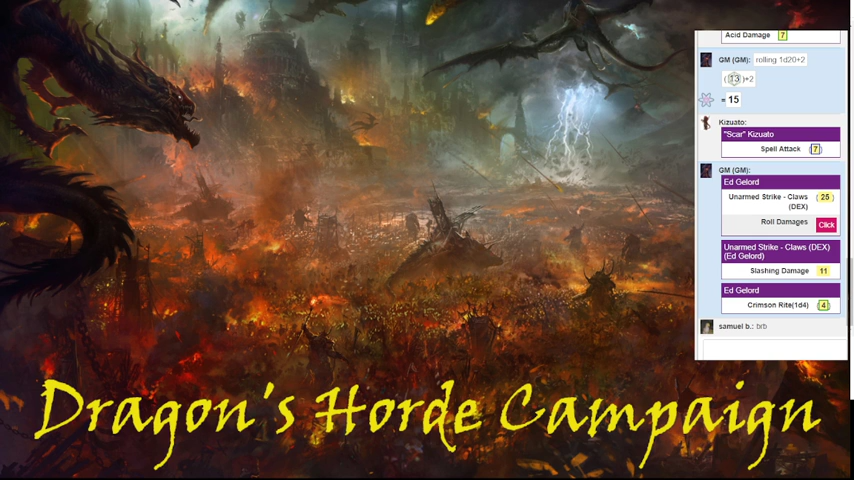 Acid Damage 7
GM (GM): rolling 1d20+2
(13)+2
=15
Kizuato:
"Scar" Kizuato
Spell Attack (7)
GM (GM):
Ed Gelord
Unarmed Strike - Claws (25)
(DEX)
Roll Damages Click
Unarmed Strike - Claws (DEX)
(Ed Gelord)
Slashing Damage 11
Ed Gelord
Crimson Rite(1d4) (4)
samuel b.: brb
Dragon's Horde Campaign